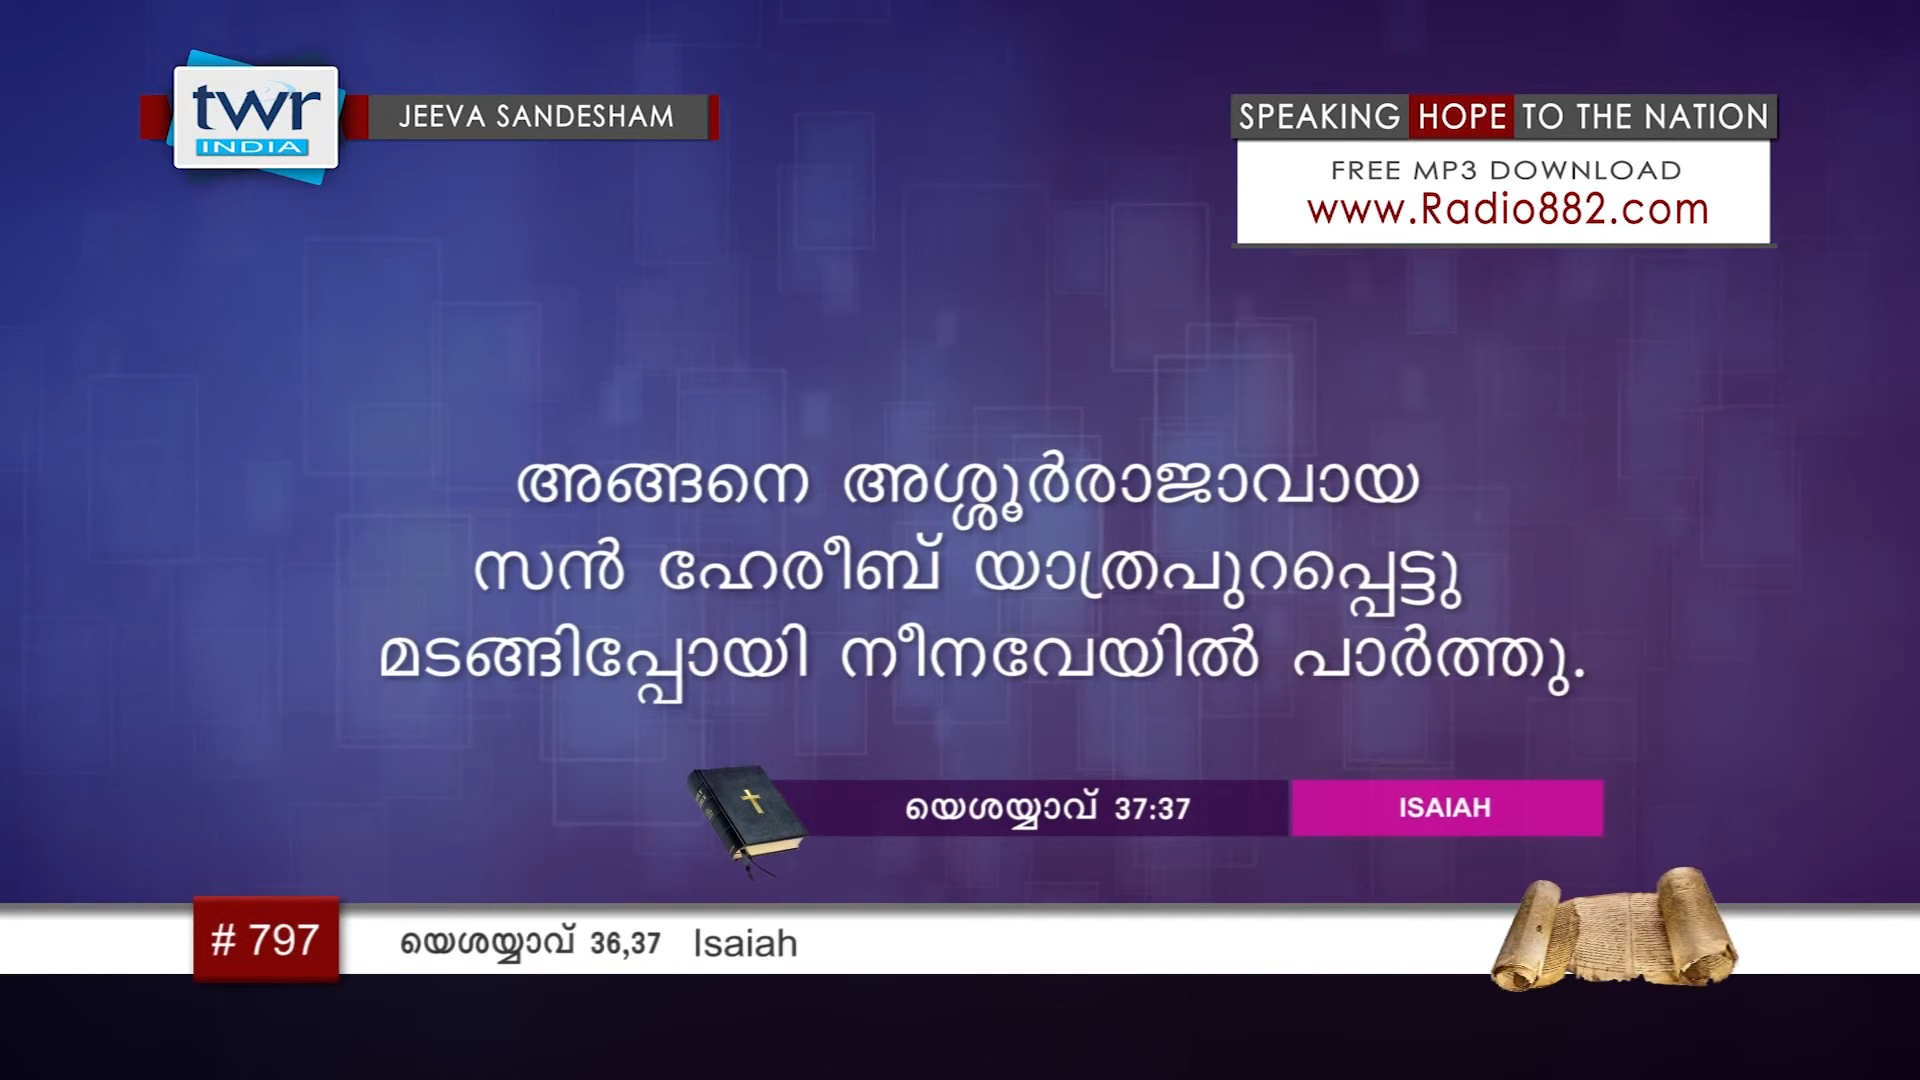 twr
INDIA
JEEVA SANDESHAM
SPEAKING HOPE TO THE NATION
FREE MP3 DOWNLOAD
www.Radio882.com
അങ്ങനെ അശ്ശൂർരാജാവായ
സൻ ഹേരീബ് യാത്രപുറപ്പെട്ടു
മടങ്ങിപ്പോയി നീനവേയിൽ പാർത്തു.
യെശയ്യാവ് 37:37
ISAIAH
# 797
യെശയ്യാവ് 36,37 Isaiah